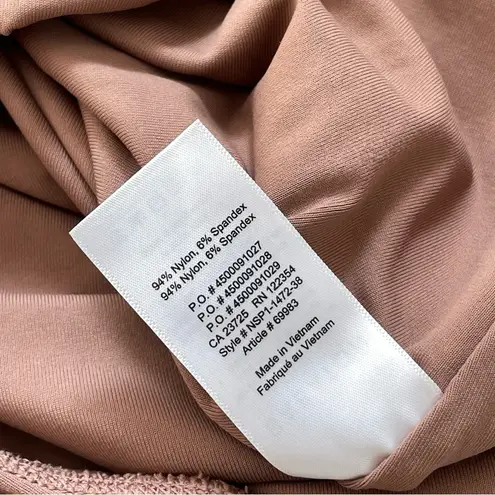 94% Nylon, 6% Spandex
94% Nylon, 6% Spandex
P.O. # 4500091027
P.O. # 4500091028
P.O. # 4500091029
CA 23725 RN 122354
Style # NSP1-1472-38
Article # 69983
Made in Vietnam
Fabriqué au Vietnam